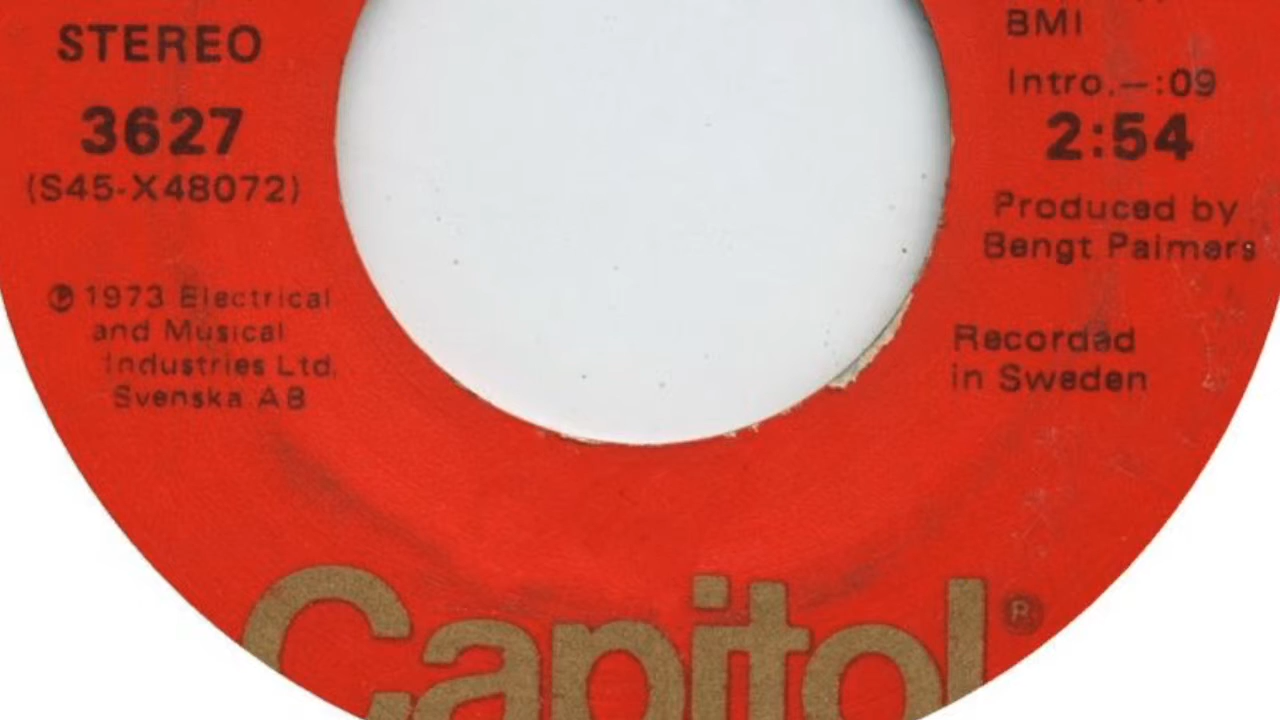 STEREO
3627
(S45-X48072)
℗ 1973 Electrical
and Musical
Industries Ltd.
Svenska AB
BMI
Intro.—:09
2:54
Produced by
Bengt Palmers
Recorded
in Sweden
Capitol®